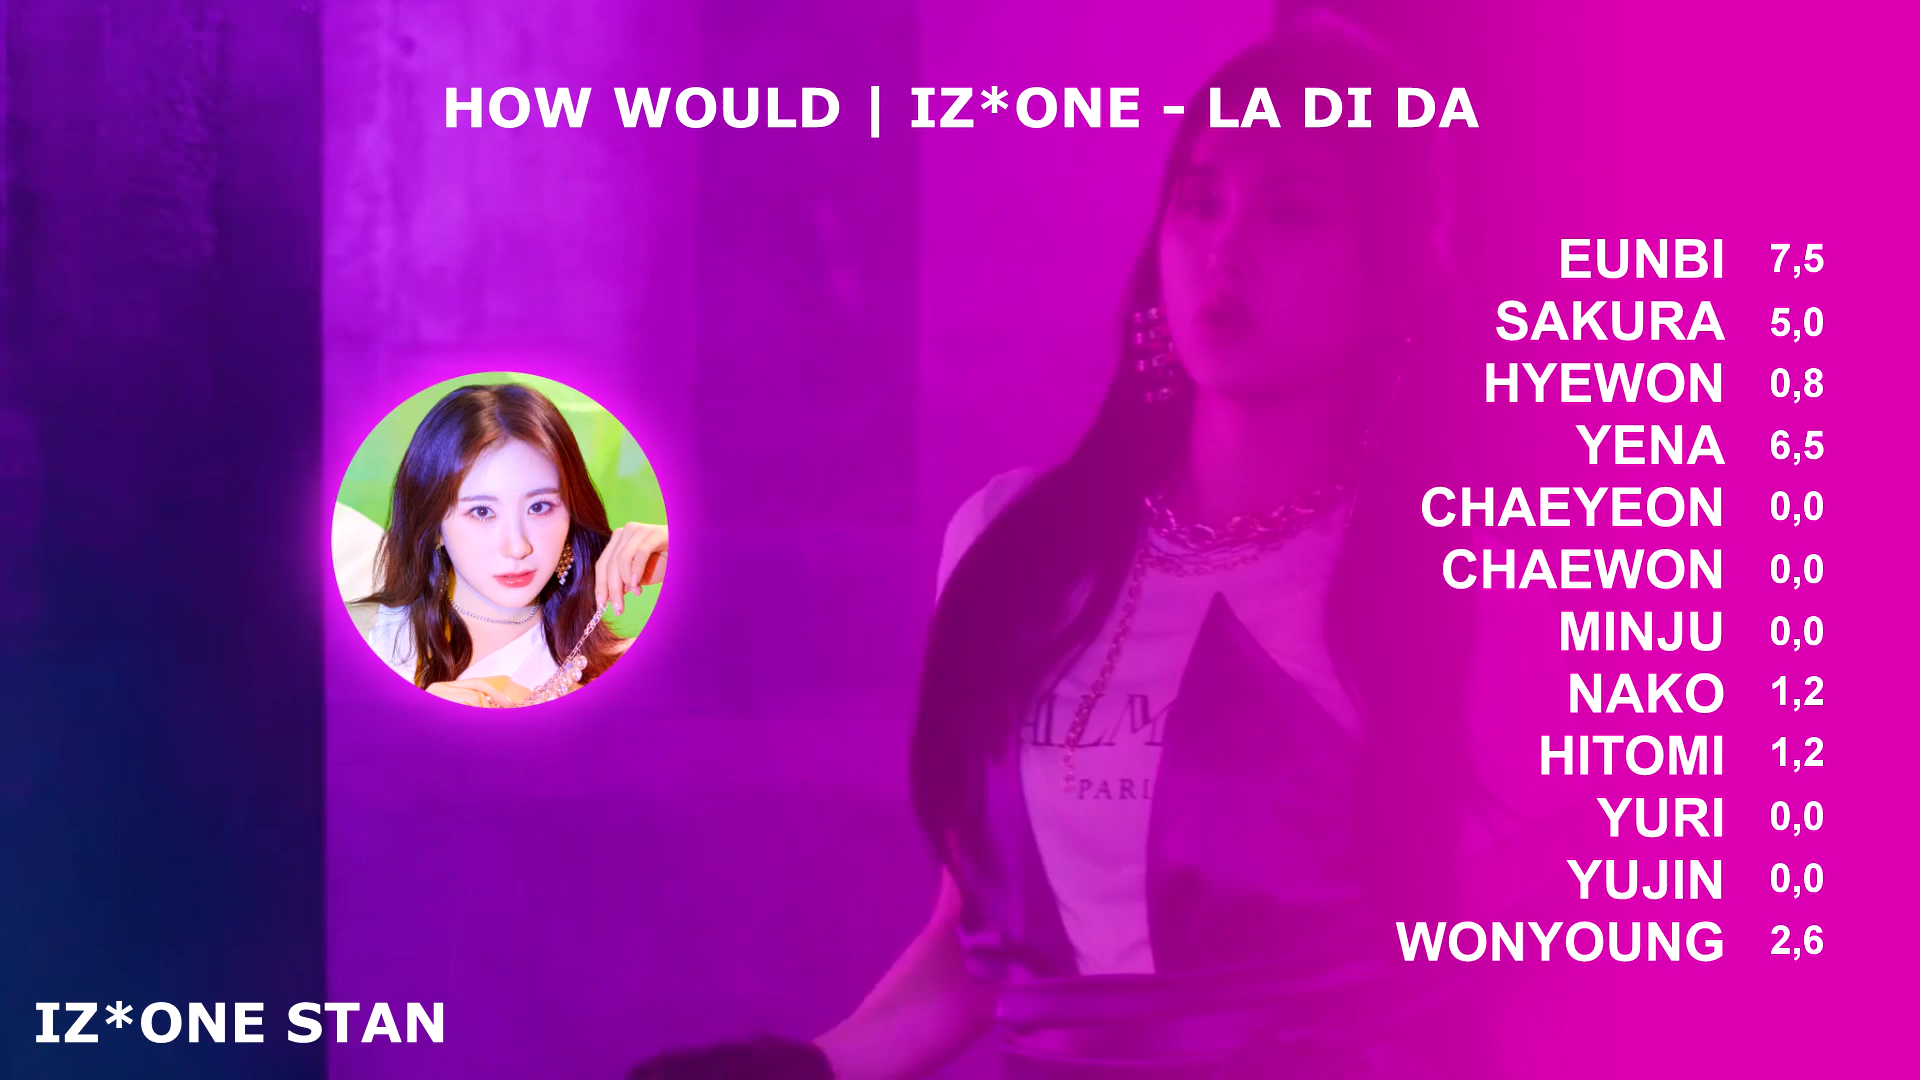 HOW WOULD | IZ*ONE - LA DI DA
EUNBI 7,5
SAKURA 5,0
HYEWON 0,8
YENA 6,5
CHAEYEON 0,0
CHAEWON 0,0
MINJU 0,0
NAKO 1,2
HITOMI 1,2
YURI 0,0
YUJIN 0,0
WONYOUNG 2,6
PARI
IZ*ONE STAN